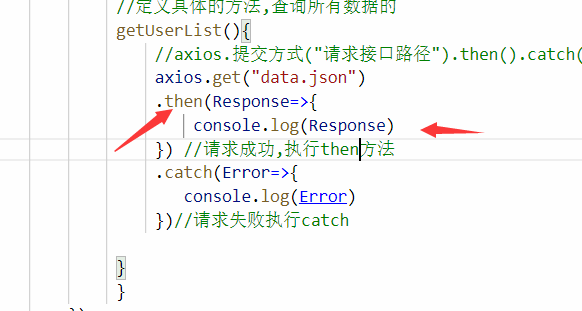 //定义具体的方法,查询所有数据的
getUserList(){
//axios.提交方式("请求接口路径").then().catch(
axios.get("data.json")
.then(Response=>{
console.log(Response)
}) //请求成功,执行then方法
.catch(Error=>{
console.log(Error)
})//请求失败执行catch
}
}
})